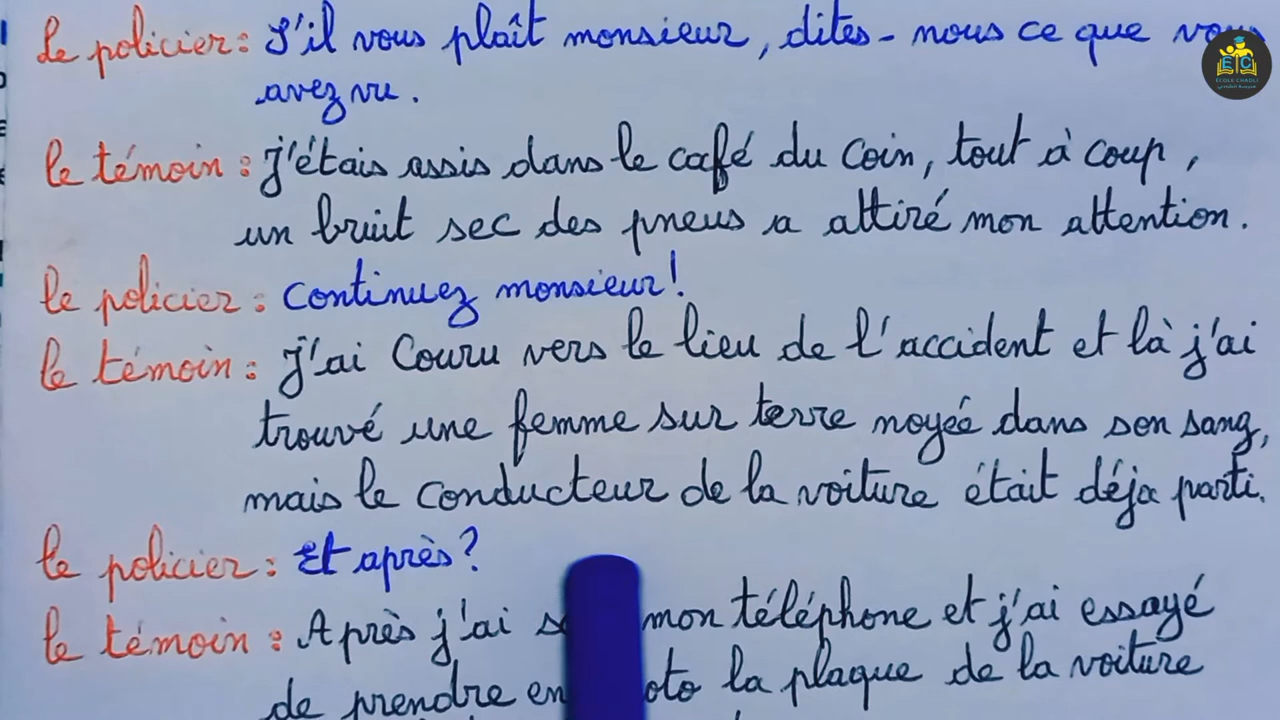 Le policier : S'il vous plaît monsieur, dites-nous ce que vous
avez vu.
le témoin : j'étais assis dans le café du coin, tout à coup,
un bruit sec des pneus a attiré mon attention.
le policier : continuez monsieur !
le témoin : j'ai couru vers le lieu de l'accident et là j'ai
trouvé une femme sur terre noyée dans son sang,
mais le conducteur de la voiture était déja parti.
le policier : Et après ?
le témoin : Après j'ai mon téléphone et j'ai essayé
de prendre en la plaque de la voiture
EC
ECOLE CHADLI